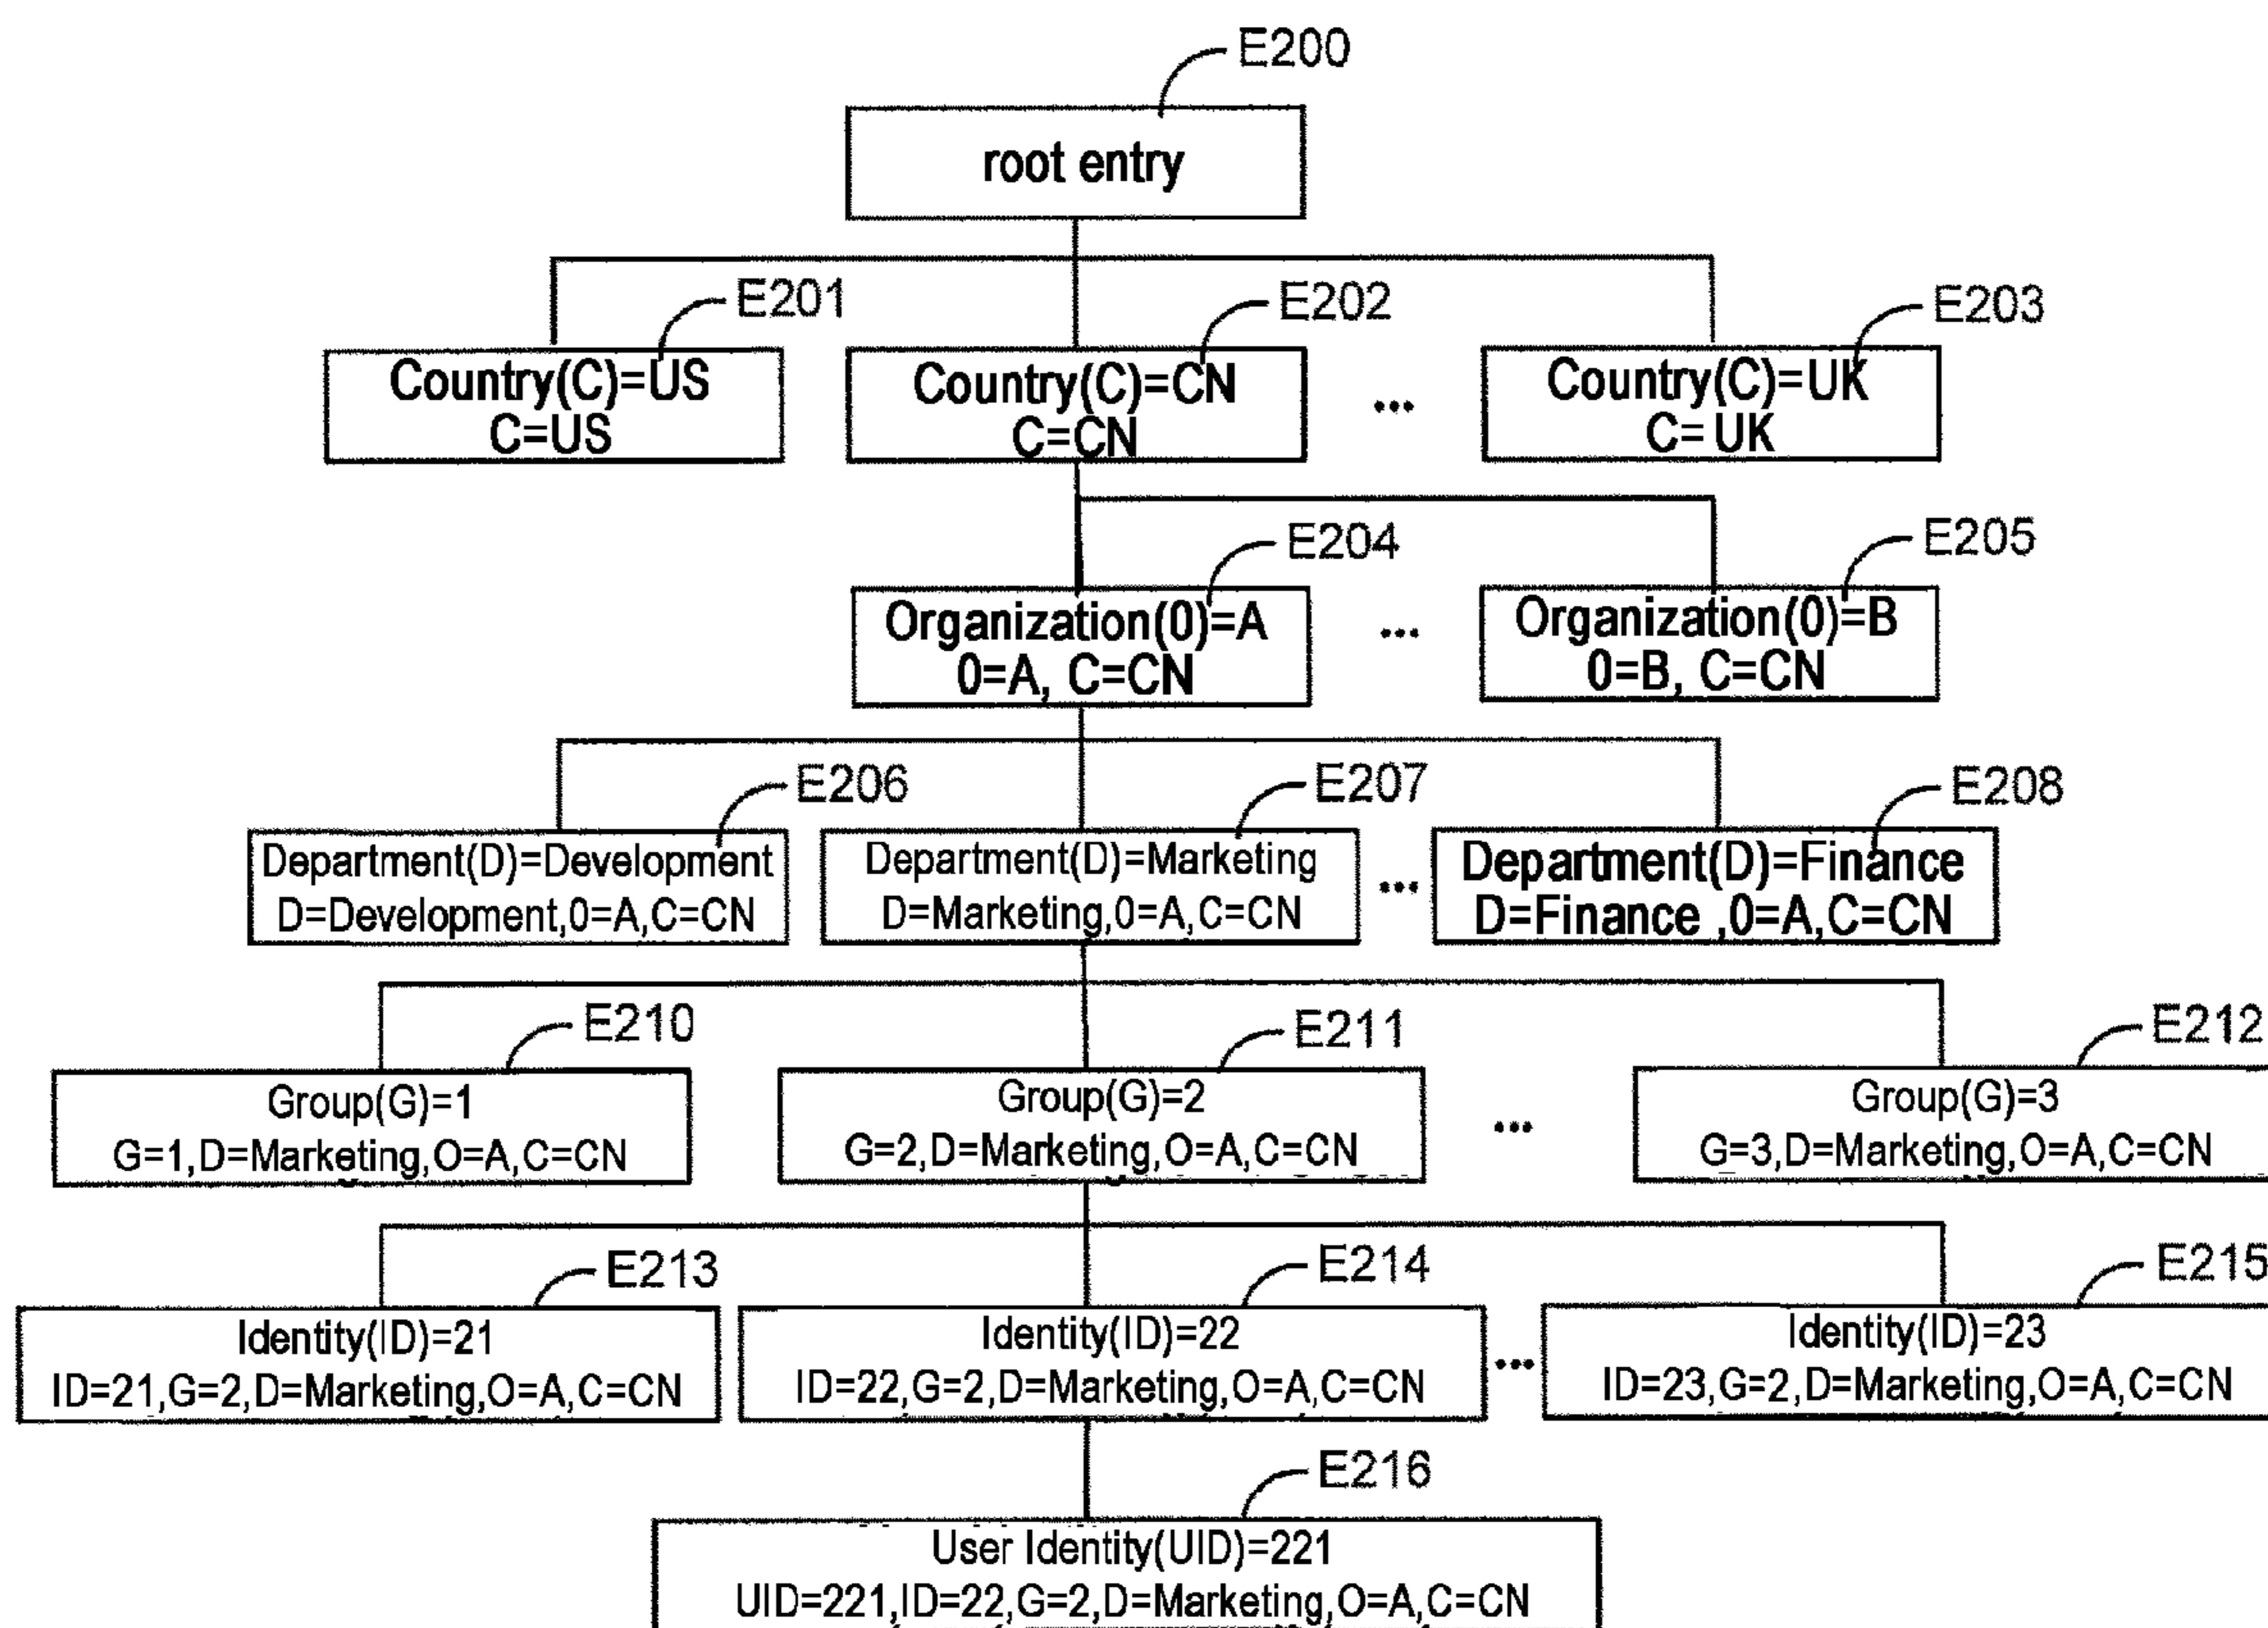 E200
root entry
E201
E202
E203
Country(C)=US
C=US
Country(C)=CN
C=CN
...
Country(C)=UK
C=UK
E204
E205
Organization(0)=A
0=A, C=CN
...
Organization(0)=B
0=B, C=CN
E206
E207
E208
Department(D)=Development
D=Development,0=A,C=CN
Department(D)=Marketing
D=Marketing,0=A,C=CN
...
Department(D)=Finance
D=Finance ,0=A,C=CN
E210
E211
E212
Group(G)=1
G=1,D=Marketing,O=A,C=CN
Group(G)=2
G=2,D=Marketing,O=A,C=CN
...
Group(G)=3
G=3,D=Marketing,O=A,C=CN
E213
E214
E215
Identity(ID)=21
ID=21,G=2,D=Marketing,O=A,C=CN
Identity(ID)=22
ID=22,G=2,D=Marketing,O=A,C=CN
...
Identity(ID)=23
ID=23,G=2,D=Marketing,O=A,C=CN
E216
User Identity(UID)=221
UID=221,ID=22,G=2,D=Marketing,O=A,C=CN